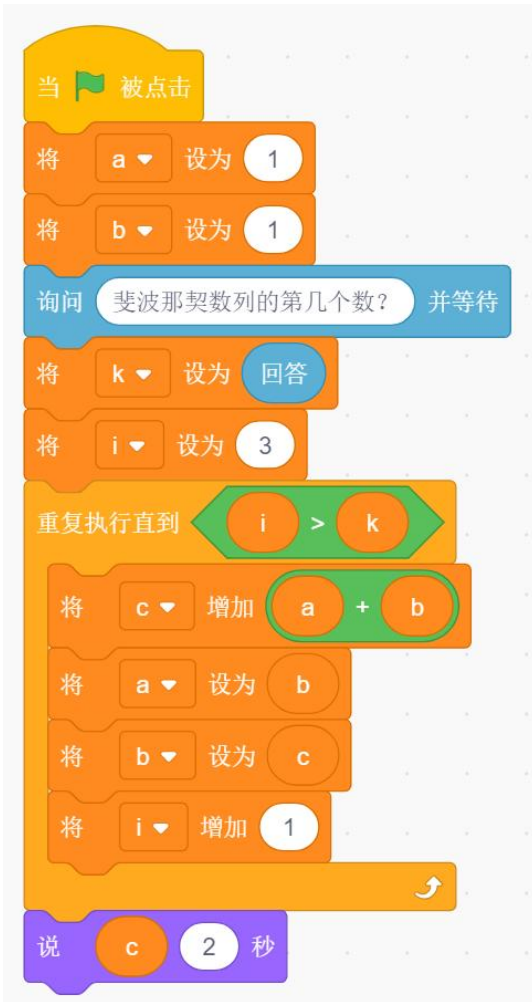 当 被点击
将 a 设为 1
将 b 设为 1
询问 斐波那契数列的第几个数? 并等待
将 k 设为 回答
将 i 设为 3
重复执行直到 i > k
将 c 增加 a + b
将 a 设为 b
将 b 设为 c
将 i 增加 1
说 c 2 秒